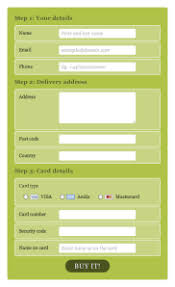 Step 1: Your details
Name
First and last name
Email
example@domain.com
Phone
Eg. +447500000000
Step 2: Delivery address
Address
Post code
Country
Step 3: Card details
Card type
VISA AmEx Mastercard
Card number
Security code
Name on card
Exact name as on the card
BUY IT!